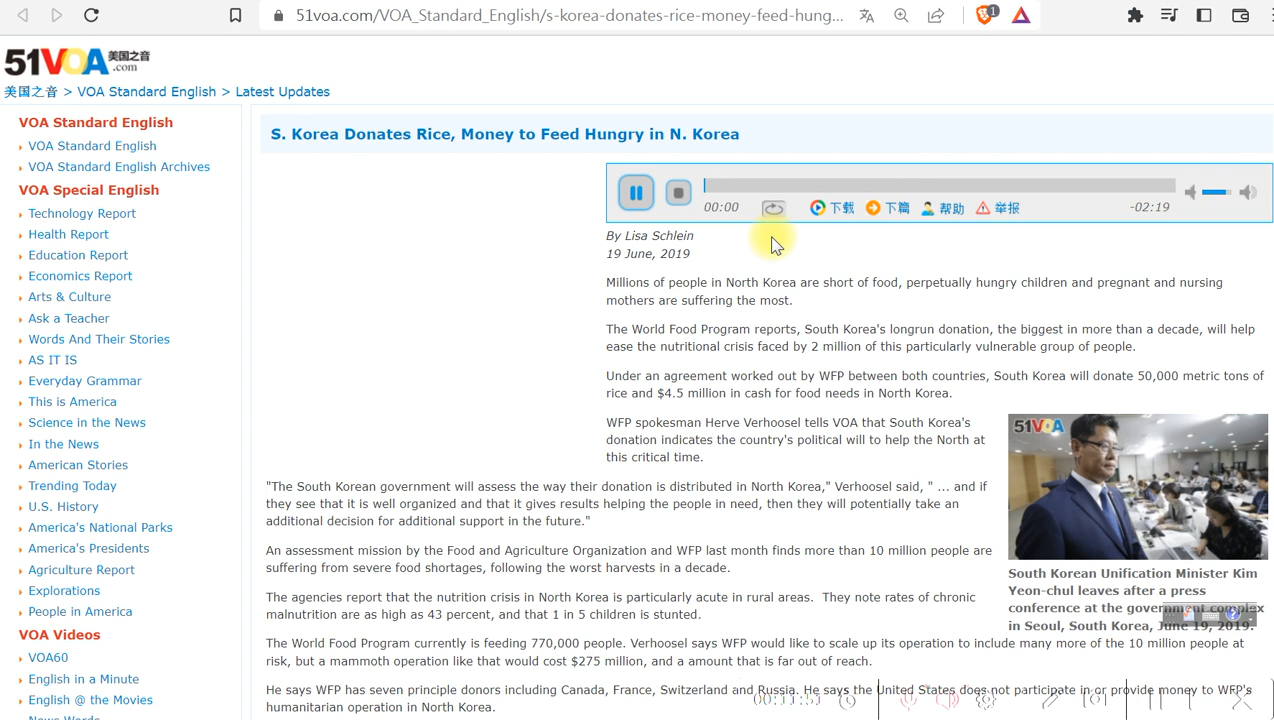 51voa.com/VOA_Standard_English/s-korea-donates-rice-money-feed-hung...
1
51VOA美国之音
.com
美国之音 > VOA Standard English > Latest Updates
VOA Standard English
VOA Standard English
VOA Standard English Archives
VOA Special English
Technology Report
Health Report
Education Report
Economics Report
Arts & Culture
Ask a Teacher
Words And Their Stories
AS IT IS
Everyday Grammar
This is America
Science in the News
In the News
American Stories
Trending Today
U.S. History
America's National Parks
America's Presidents
Agriculture Report
Explorations
People in America
VOA Videos
VOA60
English in a Minute
English @ the Movies
News Words
S. Korea Donates Rice, Money to Feed Hungry in N. Korea
00:00 下载 下篇 帮助 举报 -02:19
By Lisa Schlein
19 June, 2019
Millions of people in North Korea are short of food, perpetually hungry children and pregnant and nursing
mothers are suffering the most.
The World Food Program reports, South Korea's longrun donation, the biggest in more than a decade, will help
ease the nutritional crisis faced by 2 million of this particularly vulnerable group of people.
Under an agreement worked out by WFP between both countries, South Korea will donate 50,000 metric tons of
rice and $4.5 million in cash for food needs in North Korea.
WFP spokesman Herve Verhoosel tells VOA that South Korea's
donation indicates the country's political will to help the North at
this critical time.
"The South Korean government will assess the way their donation is distributed in North Korea," Verhoosel said, " ... and if
they see that it is well organized and that it gives results helping the people in need, then they will potentially take an
additional decision for additional support in the future."
An assessment mission by the Food and Agriculture Organization and WFP last month finds more than 10 million people are
suffering from severe food shortages, following the worst harvests in a decade.
The agencies report that the nutrition crisis in North Korea is particularly acute in rural areas. They note rates of chronic
malnutrition are as high as 43 percent, and that 1 in 5 children is stunted.
51VOA
South Korean Unification Minister Kim
Yeon-chul leaves after a press
conference at the government complex
in Seoul, South Korea, June 19, 2019.
The World Food Program currently is feeding 770,000 people. Verhoosel says WFP would like to scale up its operation to include many more of the 10 million people at
risk, but a mammoth operation like that would cost $275 million, and a amount that is far out of reach.
He says WFP has seven principle donors including Canada, France, Switzerland and Russia. He says the United States does not participate in or provide money to WFP's
humanitarian operation in North Korea.